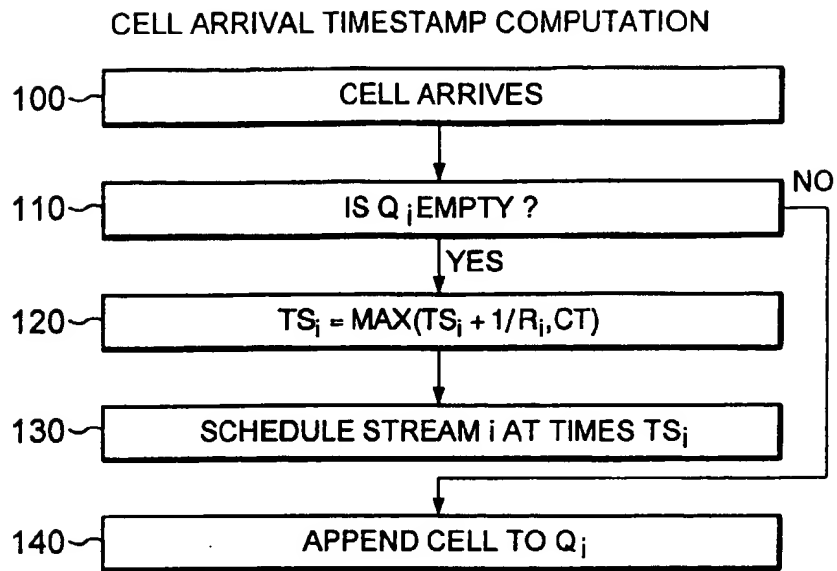 CELL ARRIVAL TIMESTAMP COMPUTATION
100 CELL ARRIVES
110 IS Q i EMPTY ?
NO
YES
120 TSi = MAX(TSi + 1/Ri,CT)
130 SCHEDULE STREAM i AT TIMES TSi
140 APPEND CELL TO Qi